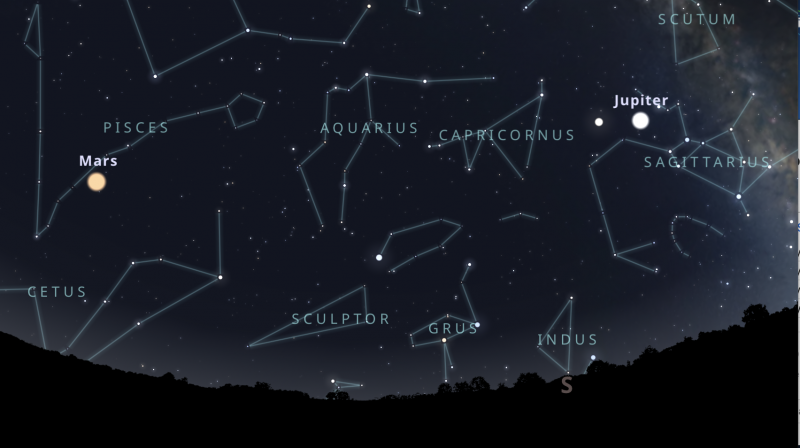 SCUTUM
Jupiter
PISCES
AQUARIUS
CAPRICORNUS
Mars
SAGITTARIUS
CETUS
SCULPTOR
GRUS
INDUS
S